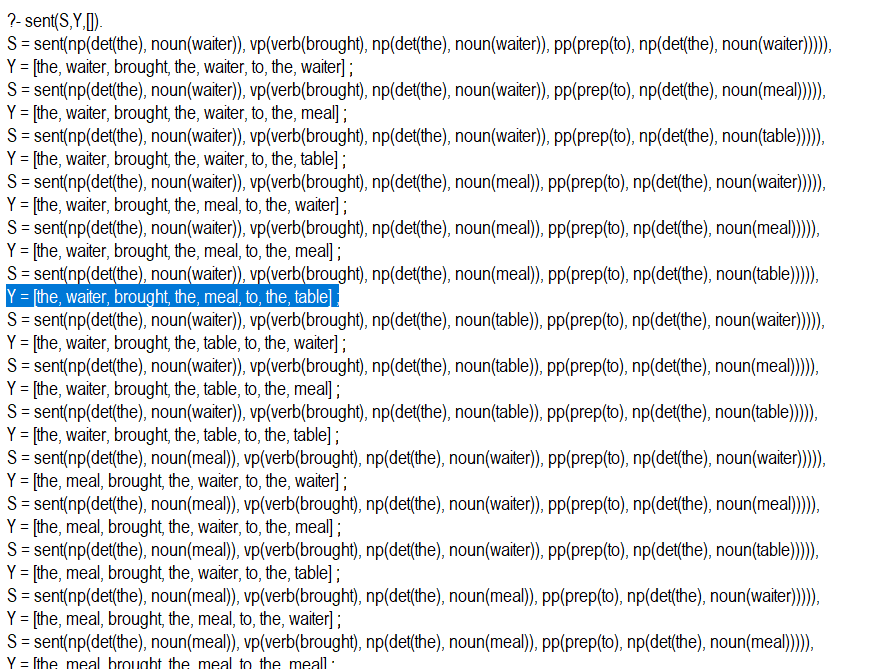 ?- sent(S,Y,[]).
S = sent(np(det(the), noun(waiter)), vp(verb(brought), np(det(the), noun(waiter)), pp(prep(to), np(det(the), noun(waiter))))),
Y = [the, waiter, brought, the, waiter, to, the, waiter] ;
S = sent(np(det(the), noun(waiter)), vp(verb(brought), np(det(the), noun(waiter)), pp(prep(to), np(det(the), noun(meal))))),
Y = [the, waiter, brought, the, waiter, to, the, meal] ;
S = sent(np(det(the), noun(waiter)), vp(verb(brought), np(det(the), noun(waiter)), pp(prep(to), np(det(the), noun(table))))),
Y = [the, waiter, brought, the, waiter, to, the, table] ;
S = sent(np(det(the), noun(waiter)), vp(verb(brought), np(det(the), noun(meal)), pp(prep(to), np(det(the), noun(waiter))))),
Y = [the, waiter, brought, the, meal, to, the, waiter] ;
S = sent(np(det(the), noun(waiter)), vp(verb(brought), np(det(the), noun(meal)), pp(prep(to), np(det(the), noun(meal))))),
Y = [the, waiter, brought, the, meal, to, the, meal] ;
S = sent(np(det(the), noun(waiter)), vp(verb(brought), np(det(the), noun(meal)), pp(prep(to), np(det(the), noun(table))))),
Y = [the, waiter, brought, the, meal, to, the, table] ;
S = sent(np(det(the), noun(waiter)), vp(verb(brought), np(det(the), noun(table)), pp(prep(to), np(det(the), noun(waiter))))),
Y = [the, waiter, brought, the, table, to, the, waiter] ;
S = sent(np(det(the), noun(waiter)), vp(verb(brought), np(det(the), noun(table)), pp(prep(to), np(det(the), noun(meal))))),
Y = [the, waiter, brought, the, table, to, the, meal] ;
S = sent(np(det(the), noun(waiter)), vp(verb(brought), np(det(the), noun(table)), pp(prep(to), np(det(the), noun(table))))),
Y = [the, waiter, brought, the, table, to, the, table] ;
S = sent(np(det(the), noun(meal)), vp(verb(brought), np(det(the), noun(waiter)), pp(prep(to), np(det(the), noun(waiter))))),
Y = [the, meal, brought, the, waiter, to, the, waiter] ;
S = sent(np(det(the), noun(meal)), vp(verb(brought), np(det(the), noun(waiter)), pp(prep(to), np(det(the), noun(meal))))),
Y = [the, meal, brought, the, waiter, to, the, meal] ;
S = sent(np(det(the), noun(meal)), vp(verb(brought), np(det(the), noun(waiter)), pp(prep(to), np(det(the), noun(table))))),
Y = [the, meal, brought, the, waiter, to, the, table] ;
S = sent(np(det(the), noun(meal)), vp(verb(brought), np(det(the), noun(meal)), pp(prep(to), np(det(the), noun(waiter))))),
Y = [the, meal, brought, the, meal, to, the, waiter] ;
S = sent(np(det(the), noun(meal)), vp(verb(brought), np(det(the), noun(meal)), pp(prep(to), np(det(the), noun(meal))))),
Y = [the, meal, brought, the, meal, to, the, meal] ;